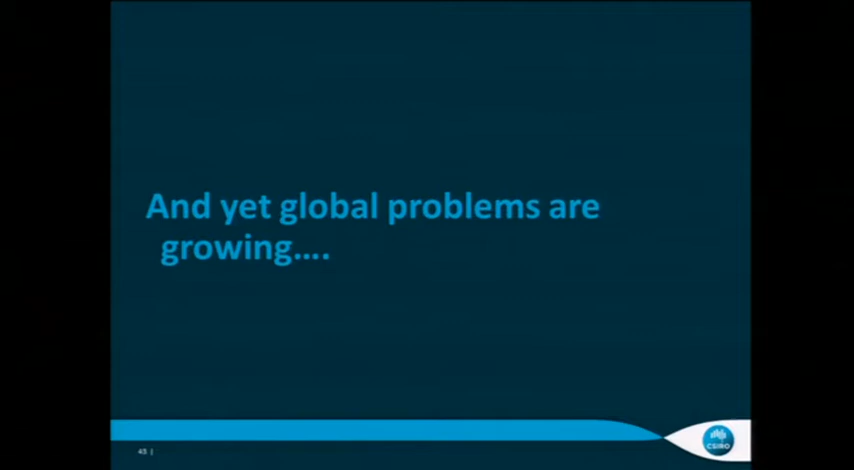 And yet global problems are
growing....
43 |
CSIRO